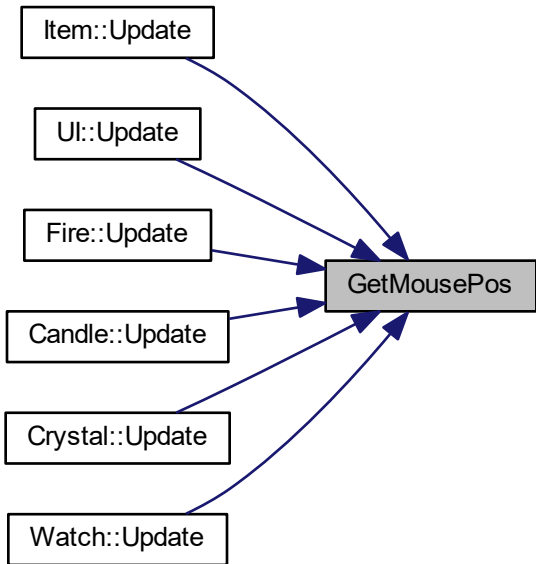 Item::Update
UI::Update
Fire::Update
GetMousePos
Candle::Update
Crystal::Update
Watch::Update